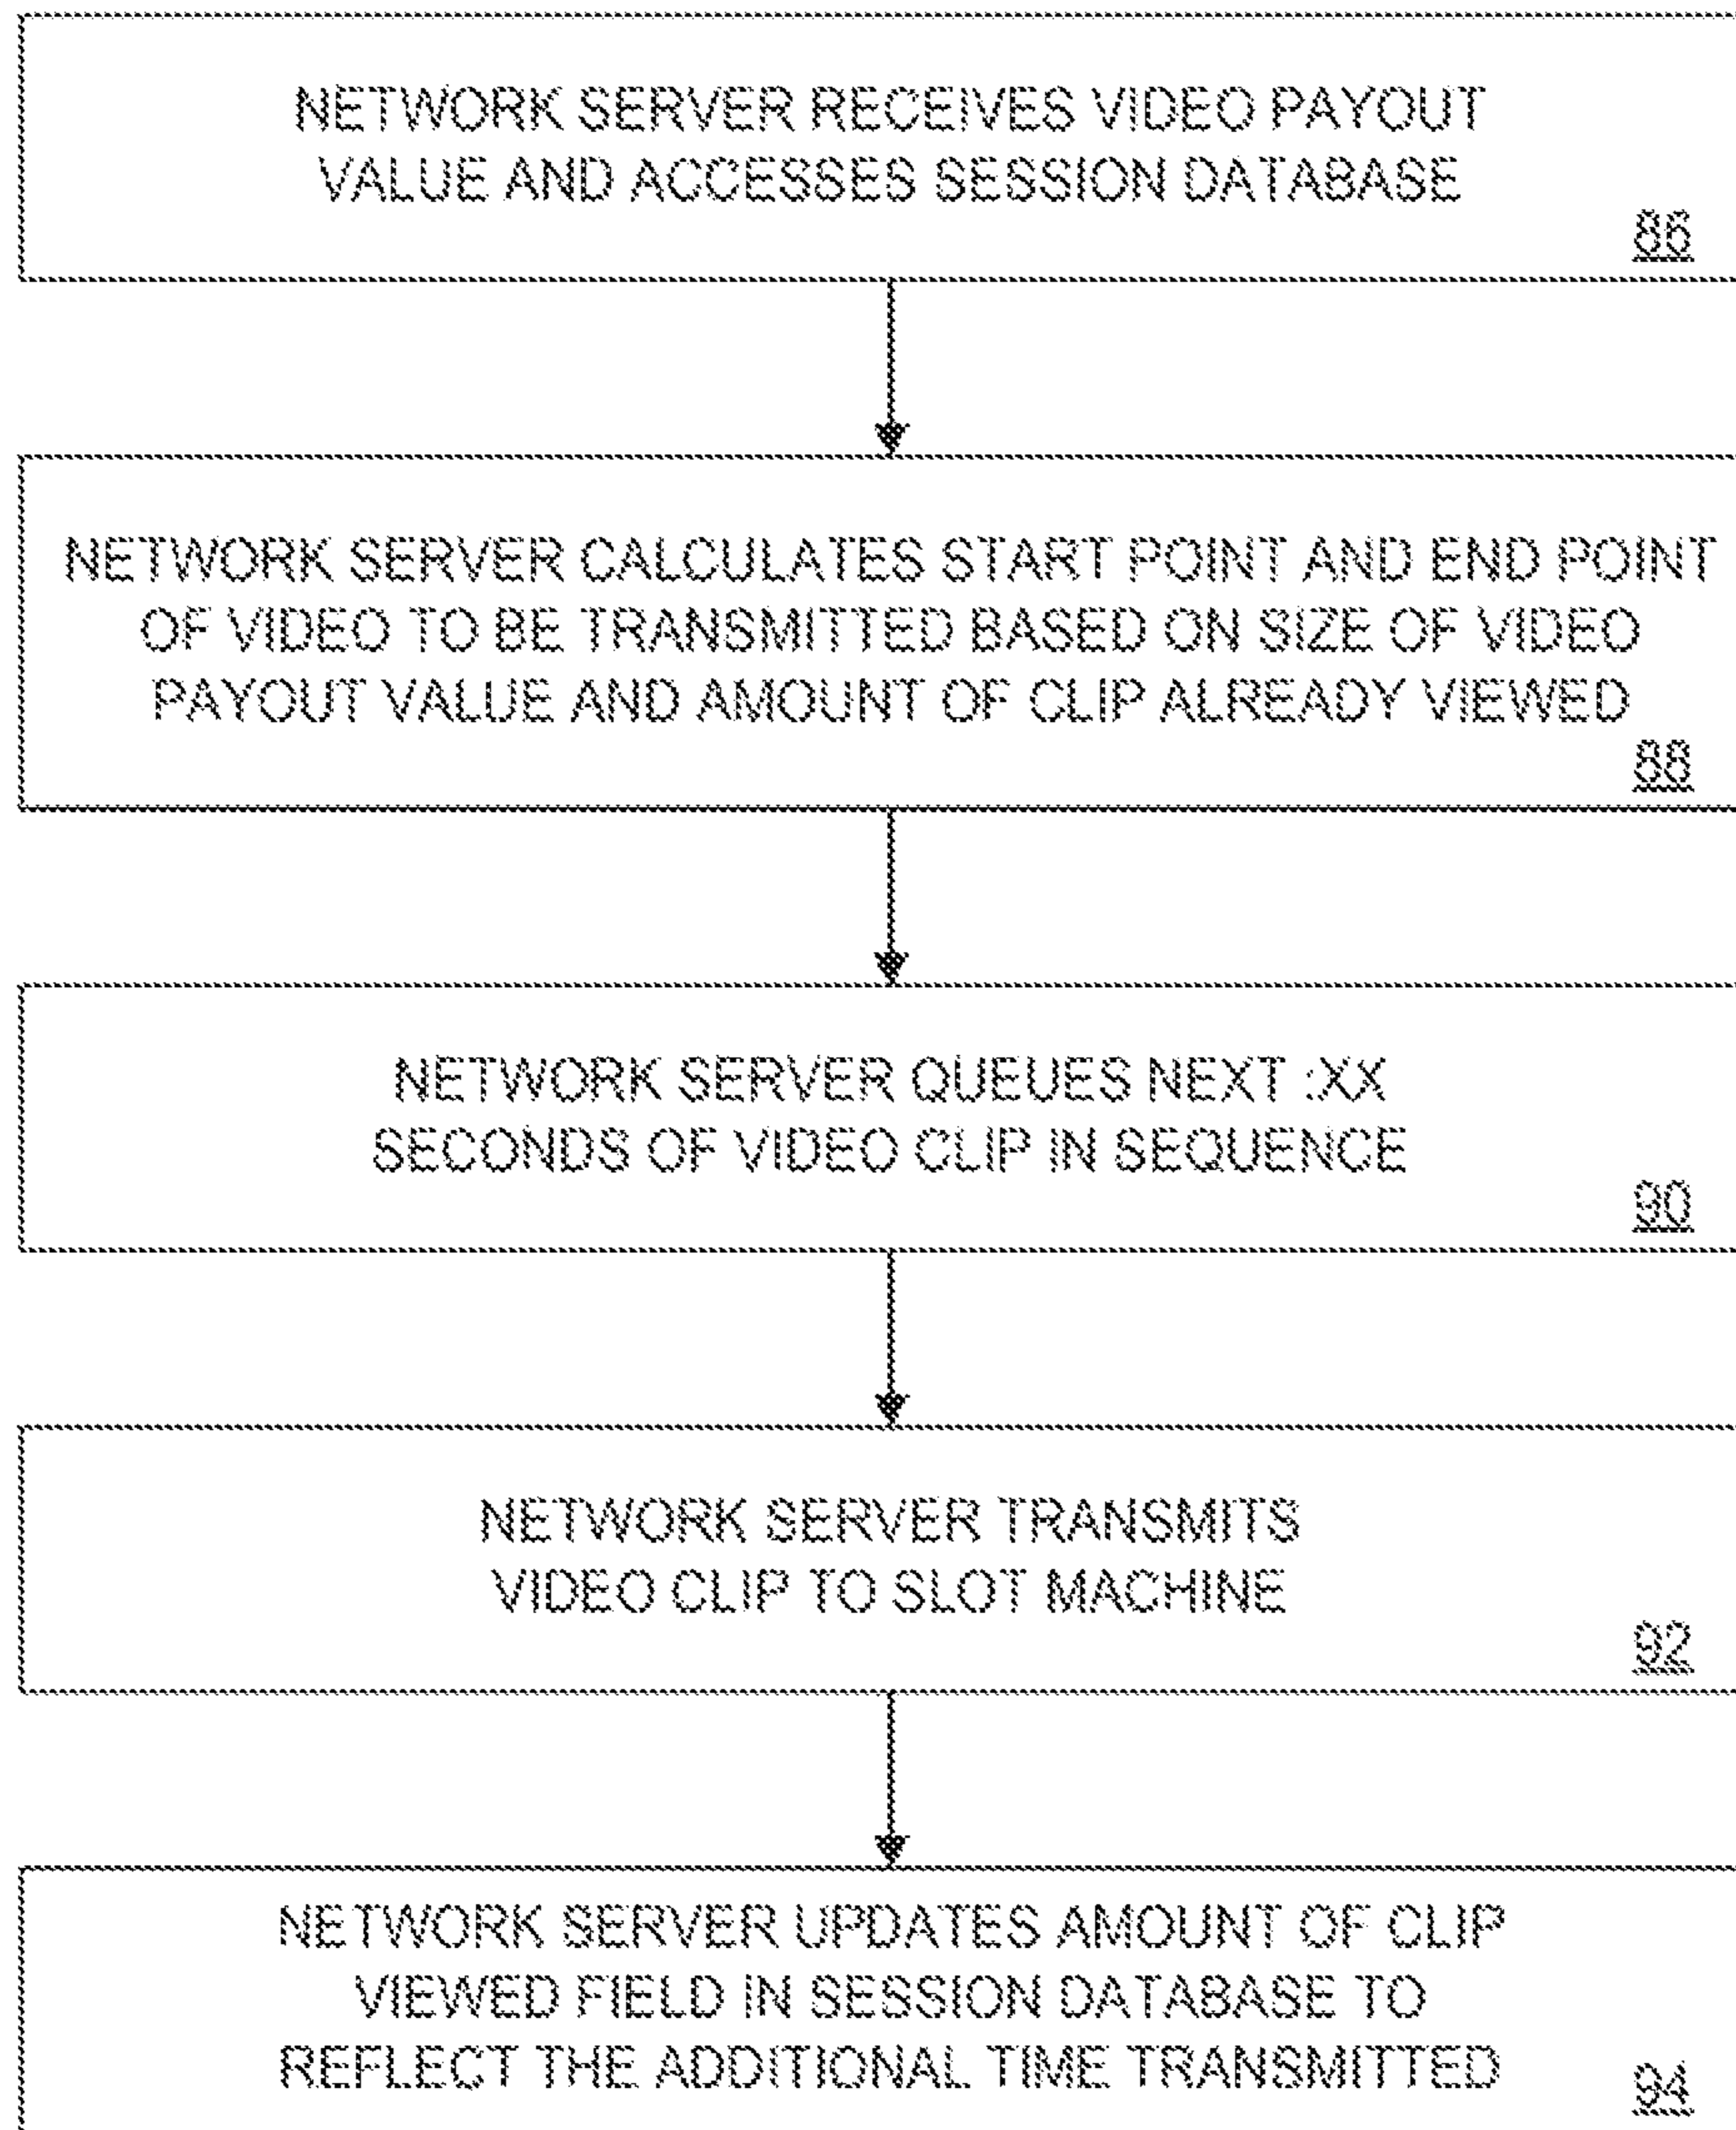 NETWORK SERVER RECEIVES VIDEO PAYOUT
VALUE AND ACCESSES SESSION DATABASE
86
NETWORK SERVER CALCULATES START POINT AND END POINT
OF VIDEO TO BE TRANSMITTED BASED ON SIZE OF VIDEO
PAYOUT VALUE AND AMOUNT OF CLIP ALREADY VIEWED
88
NETWORK SERVER QUEUES NEXT :XX
SECONDS OF VIDEO CLIP IN SEQUENCE
90
NETWORK SERVER TRANSMITS
VIDEO CLIP TO SLOT MACHINE
92
NETWORK SERVER UPDATES AMOUNT OF CLIP
VIEWED FIELD IN SESSION DATABASE TO
REFLECT THE ADDITIONAL TIME TRANSMITTED
94